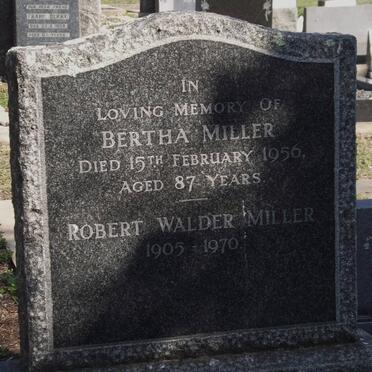 IN
LOVING MEMORY OF
BERTHA MILLER
DIED 15TH FEBRUARY 1956,
AGED 87 YEARS.
ROBERT WALDER MILLER
1905 - 1970